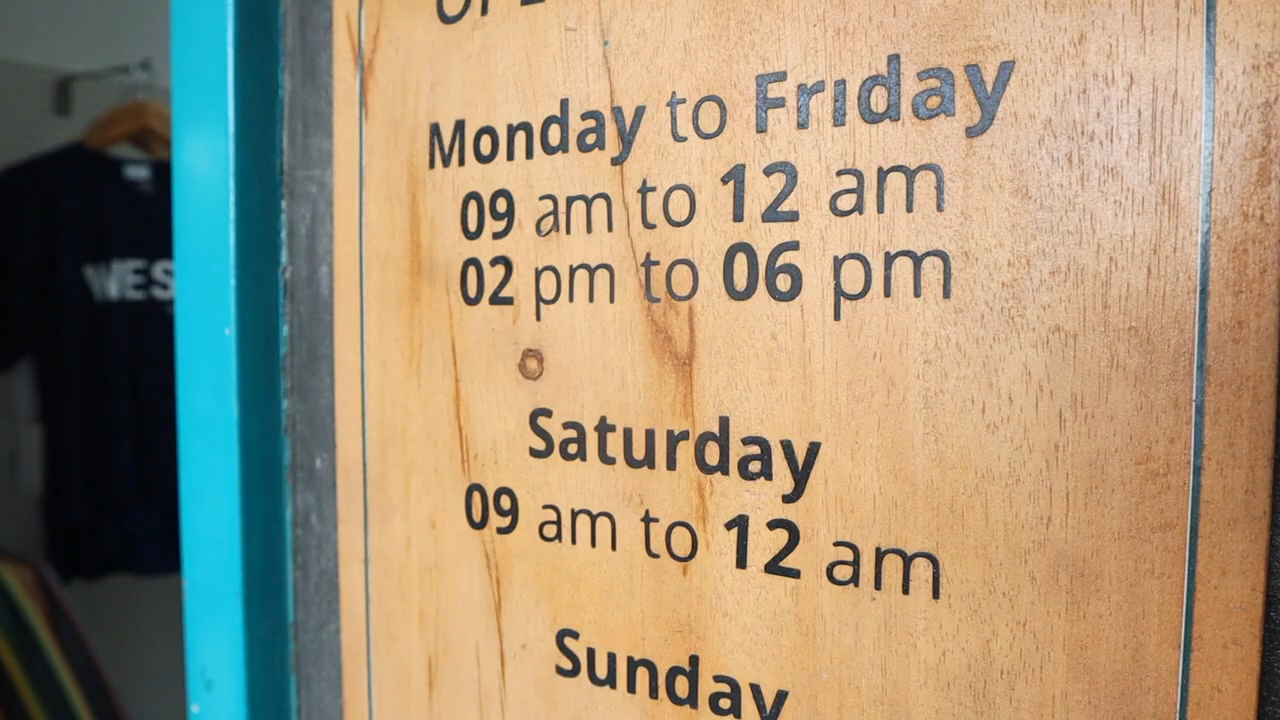 Monday to Friday
09 am to 12 am
02 pm to 06 pm
Saturday
09 am to 12 am
Sunday